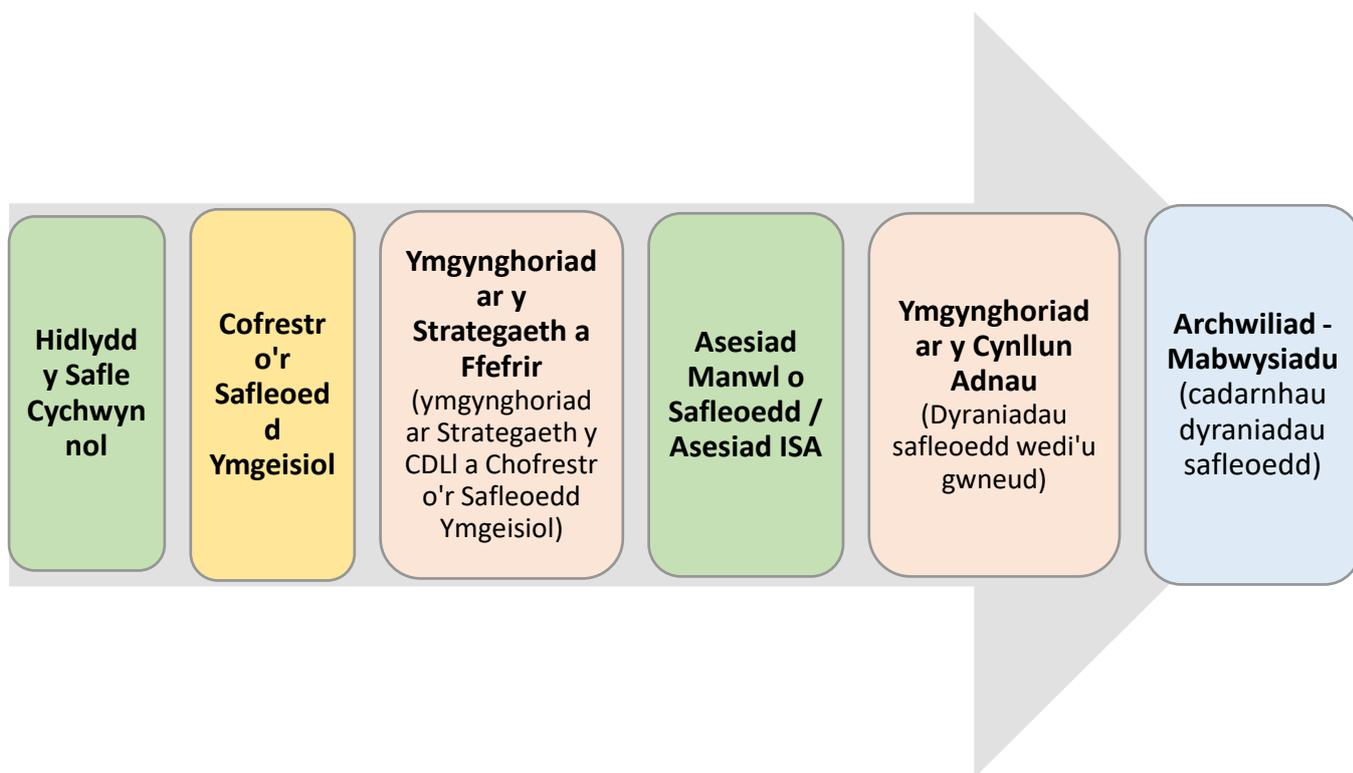 Hidlydd
y Safle
Cychwyn
nol
Cofrestr
o'r
Safleoed
d
Ymgeisiol
Ymgynghoriad
ar y
Strategaeth a
Ffefrir
(ymgynghoriad
ar Strategaeth y
CDLl a Chofrestr
o'r Safleoedd
Ymgeisiol)
Asesiad
Manwl o
Safleoedd /
Asesiad ISA
Ymgynghoriad
ar y Cynllun
Adnau
(Dyraniadau
safleoedd wedi'u
gwneud)
Archwiliad -
Mabwysiadu
(cadarnhau
dyraniadau
safleoedd)